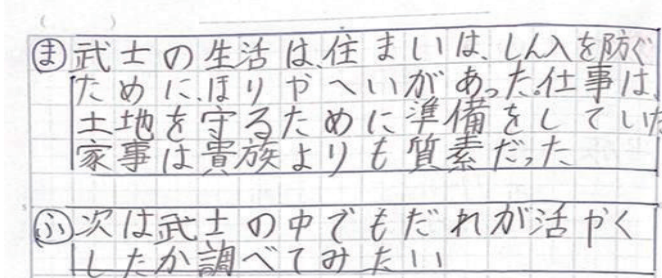 ( )
ま 武士の生活は、住まいは、しん入を防ぐ
ために、ほりやへいがあった。仕事は、
土地を守るために準備をしていた
家事は貴族よりも質素だった
ふ 次は武士の中でもだれが活やく
したか調べてみたい